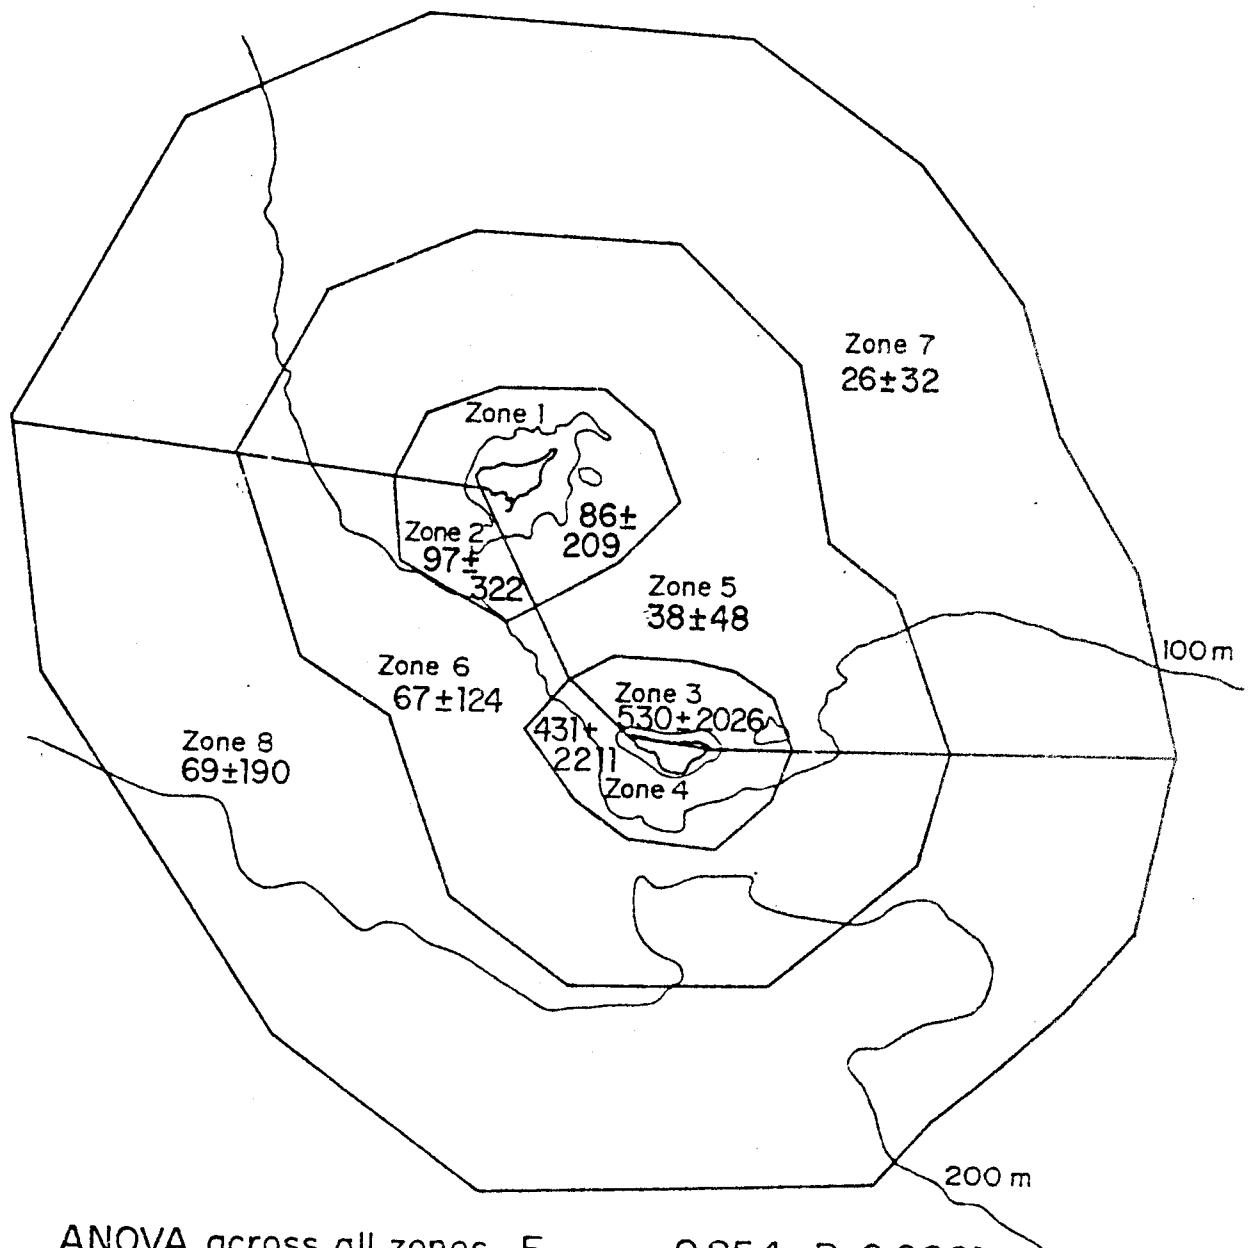 Zone 7
26±32
Zone 1
86±
209
Zone 2
97±
322
Zone 5
38±48
100 m
Zone 6
67±124
Zone 3
530±2026
431±
2211
Zone 4
Zone 8
69±190
200 m
ANOVA across all zones